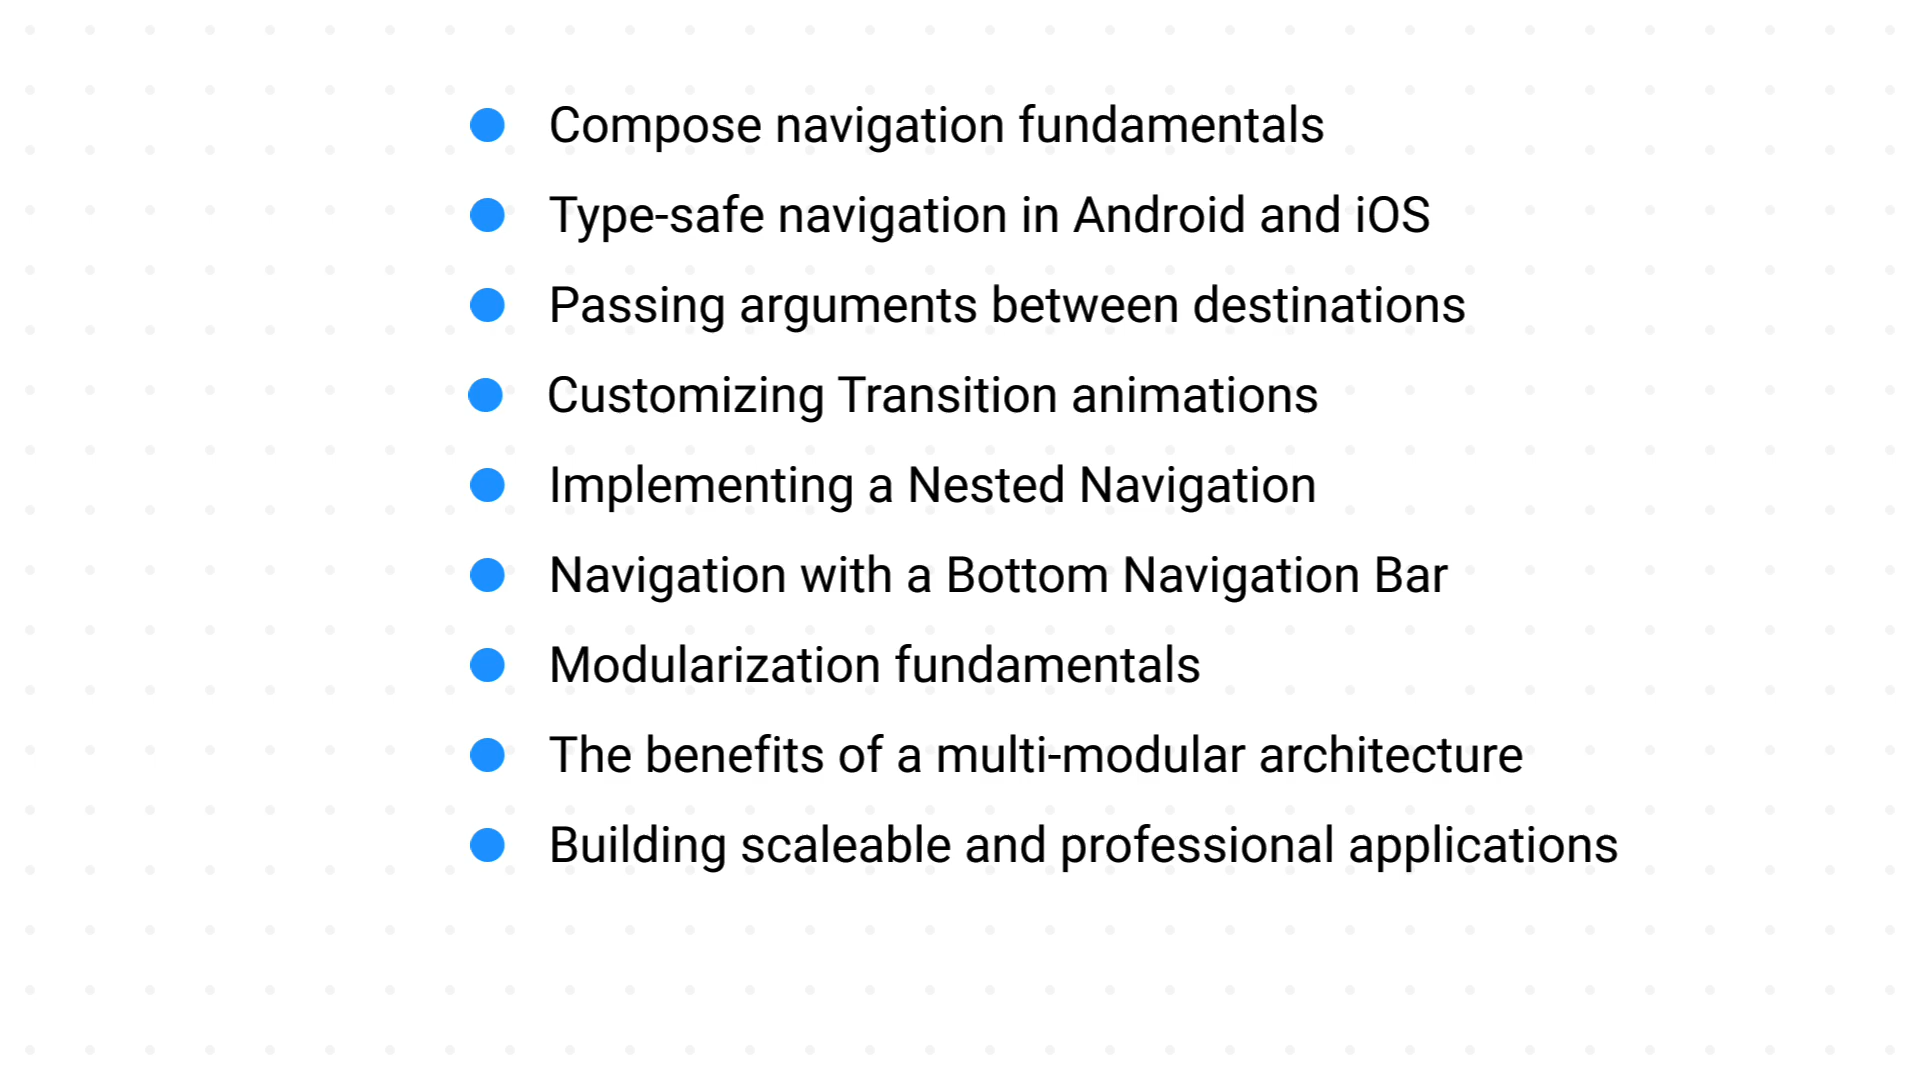 Compose navigation fundamentals
Type-safe navigation in Android and iOS
Passing arguments between destinations
Customizing Transition animations
Implementing a Nested Navigation
Navigation with a Bottom Navigation Bar
Modularization fundamentals
The benefits of a multi-modular architecture
Building scaleable and professional applications